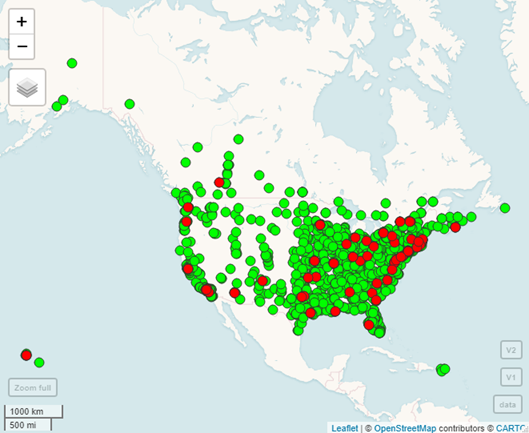 +
−
V2
V1
Zoom full
data
1000 km
500 mi
Leaflet | © OpenStreetMap contributors © CARTO